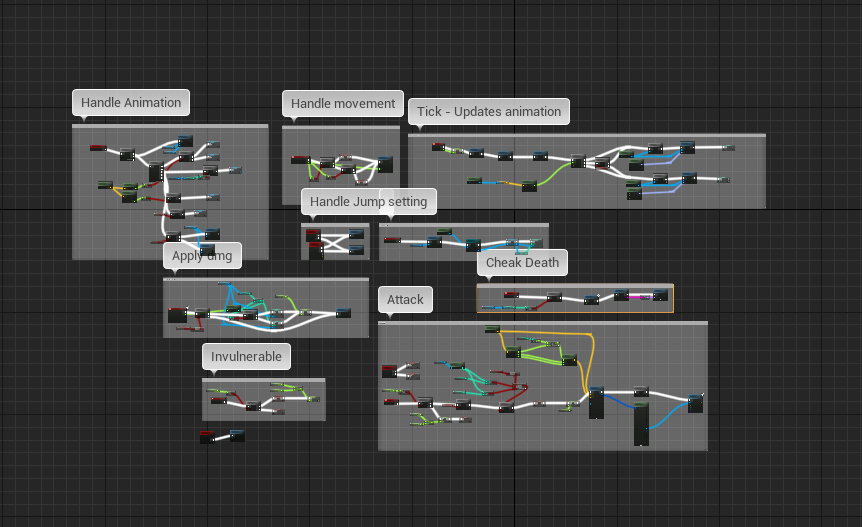 Handle Animation
Handle movement
Tick - Updates animation
Handle Jump setting
Apply dmg
Cheak Death
Attack
Invulnerable